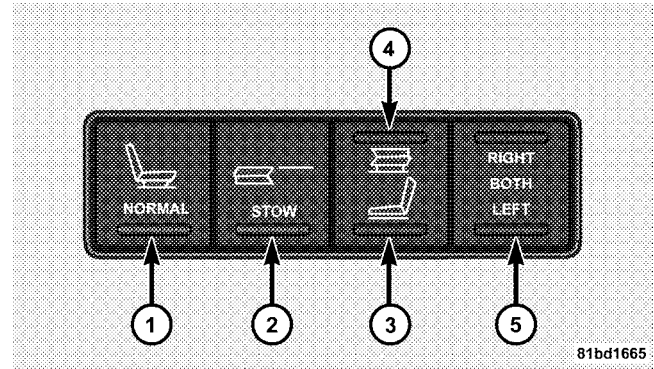 4
RIGHT
BOTH
NORMAL
STOW
LEFT
1
2
3
5
81bd1665